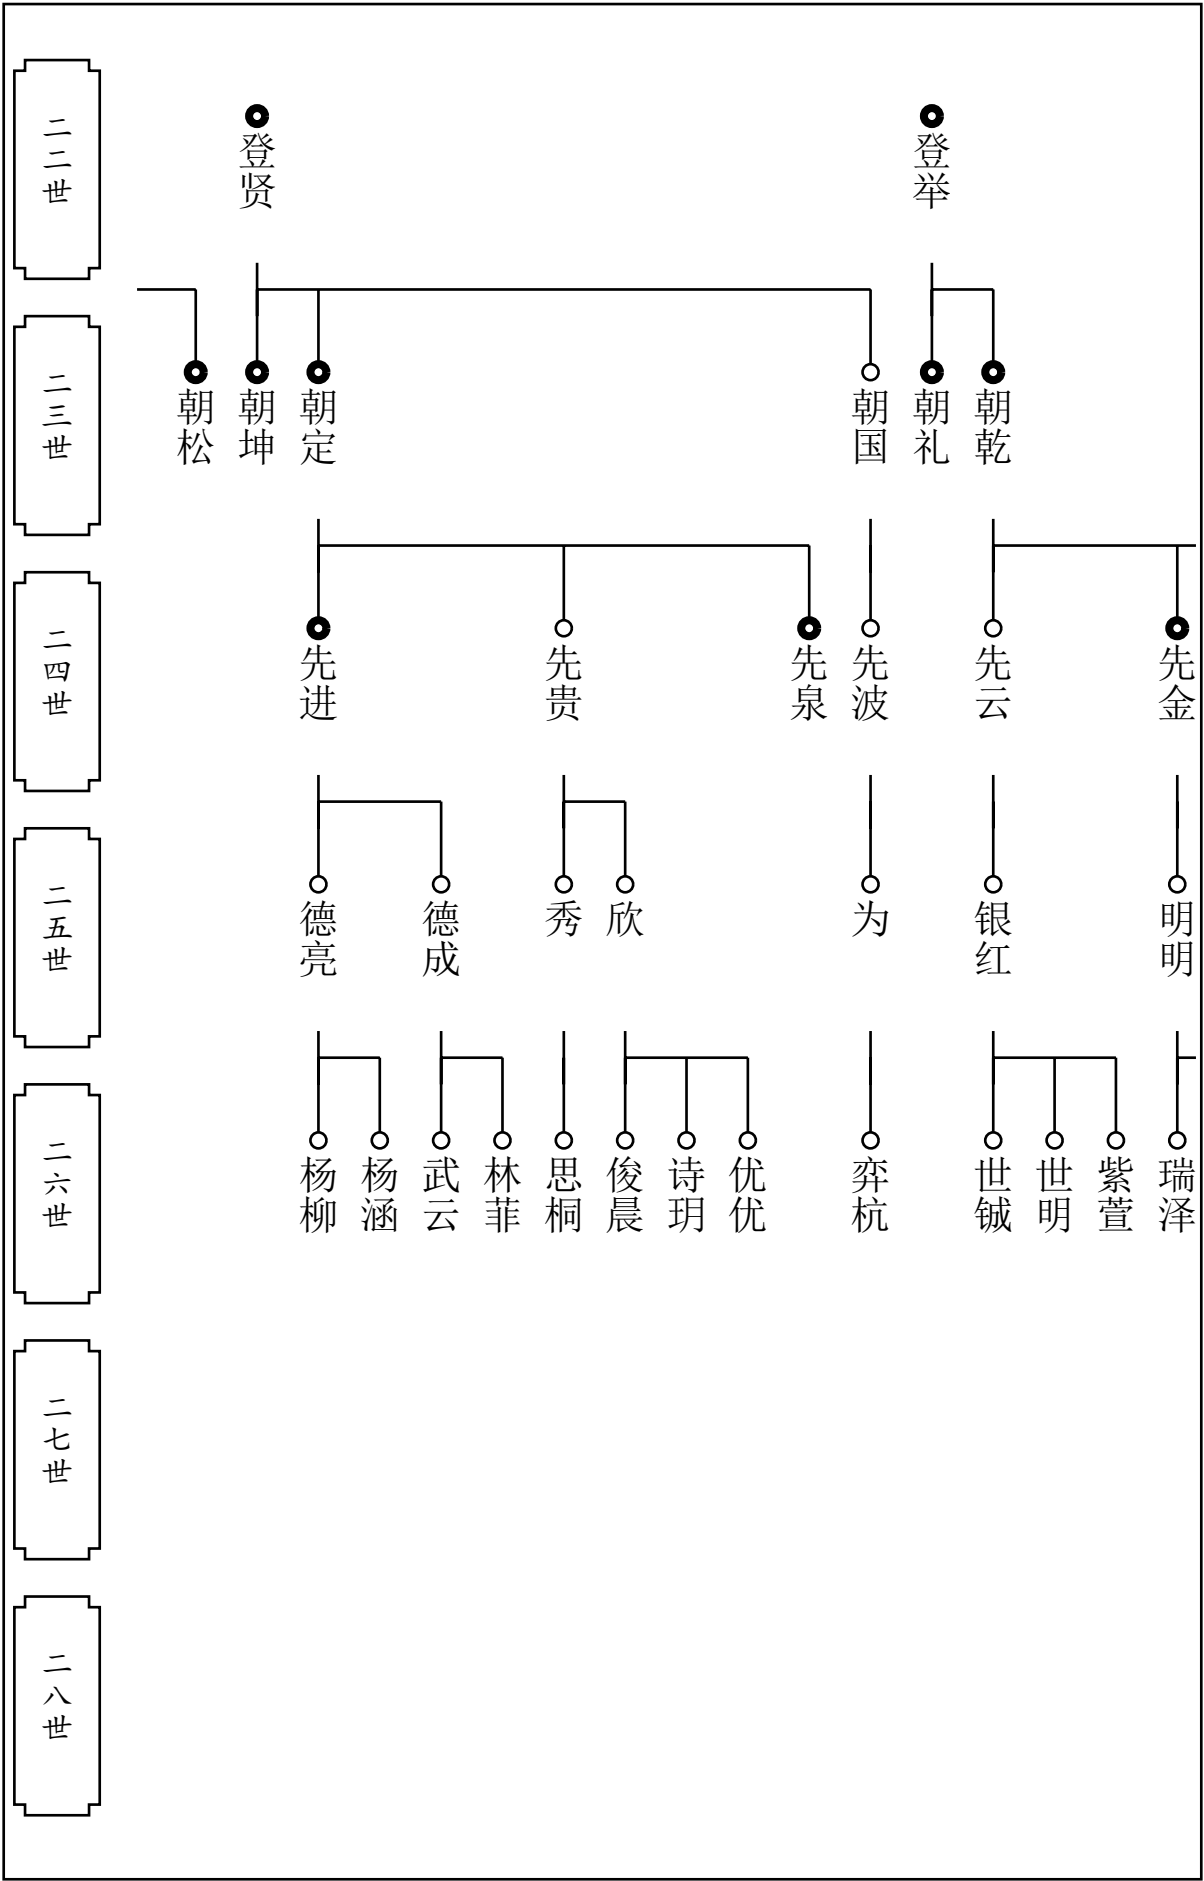 二二世
登贤
登举
二三世
朝松
朝坤
朝定
朝国
朝礼
朝乾
二四世
先进
先贵
先泉
先波
先云
先金
二五世
德亮
德成
秀
欣
为
银红
明明
二六世
杨柳
杨涵
武云
林菲
思桐
俊晨
诗玥
优优
弈杭
世铖
世明
紫萱
瑞泽
二七世
二八世